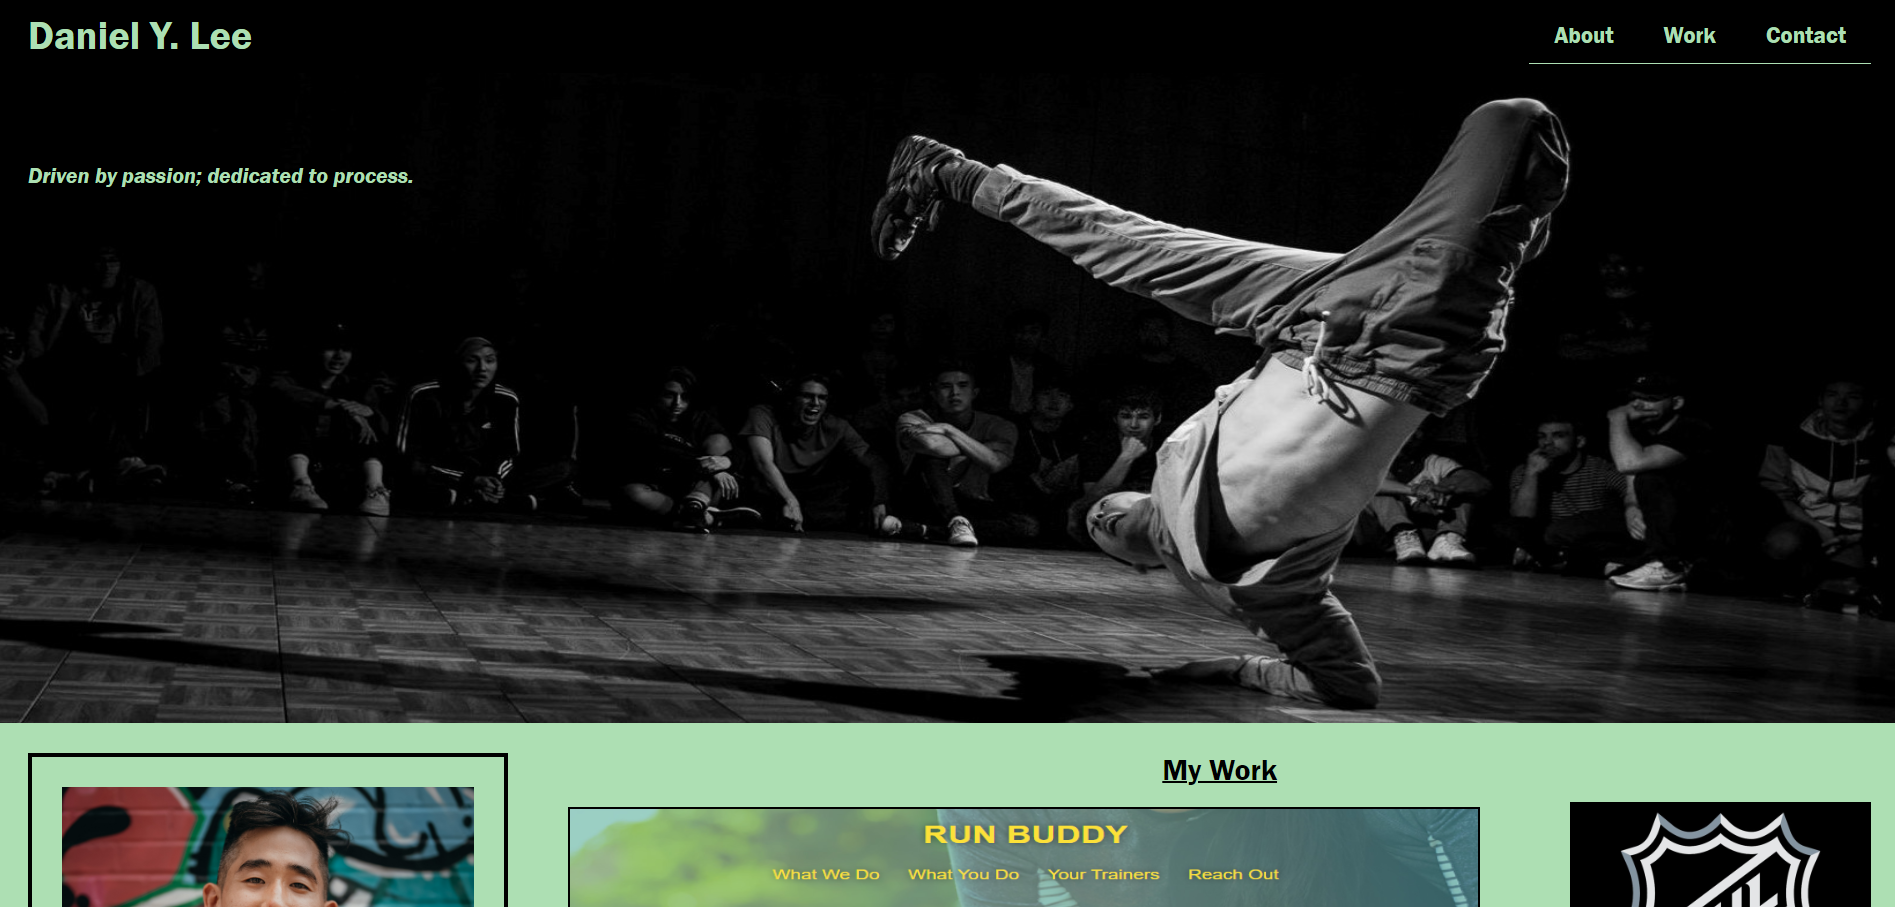 Daniel Y. Lee
About Work Contact
Driven by passion; dedicated to process.
My Work
RUN BUDDY
What We Do What You Do Your Trainers Reach Out